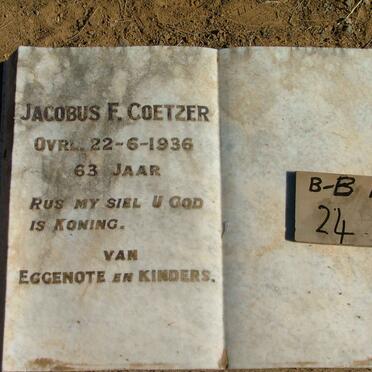 JACOBUS F. COETZER
OVRL. 22-6-1936
63 JAAR
RUS MY SIEL U GOD
IS KONING.
VAN
EGGENOTE EN KINDERS.
B-B
24